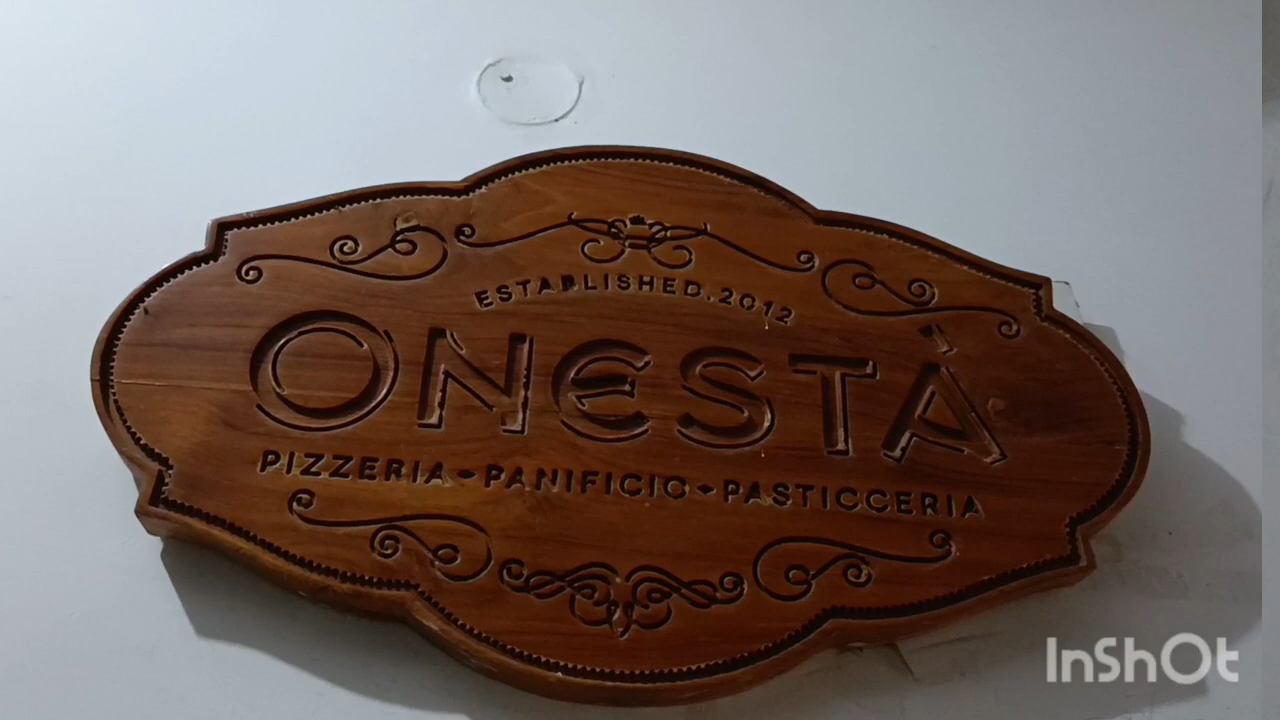 ESTABLISHED.2012
ONESTÀ
PIZZERIA-PANIFICIO-PASTICCERIA
InShOt